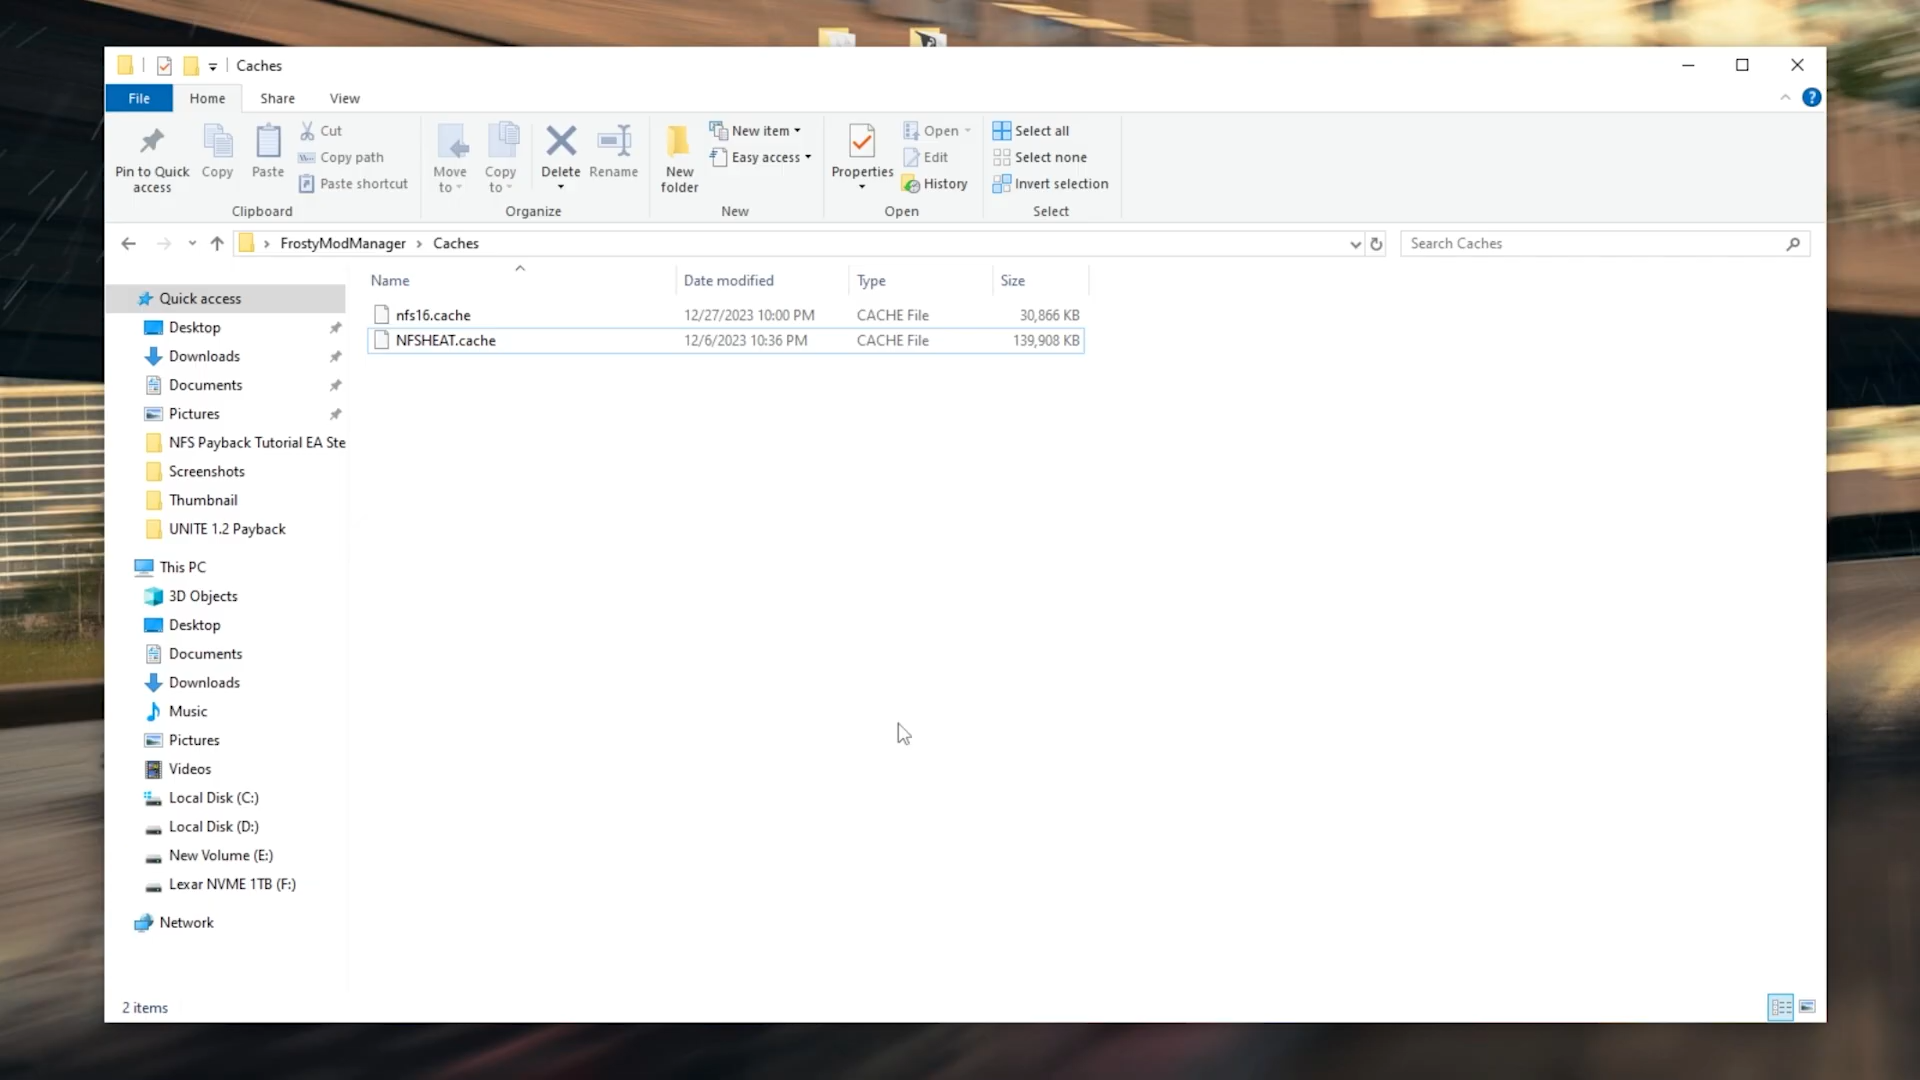 Caches
File Home Share View
Pin to Quick access
Copy
Paste
Cut
Copy path
Paste shortcut
Clipboard
Move to
Copy to
Delete
Rename
Organize
New folder
New item
Easy access
New
Properties
Open
Edit
History
Open
Select all
Select none
Invert selection
Select
FrostyModManager Caches
Search Caches
Name Date modified Type Size
nfs16.cache 12/27/2023 10:00 PM CACHE File 30,866 KB
NFSHEAT.cache 12/6/2023 10:36 PM CACHE File 139,908 KB
Quick access
Desktop
Downloads
Documents
Pictures
NFS Payback Tutorial EA Ste
Screenshots
Thumbnail
UNITE 1.2 Payback
This PC
3D Objects
Desktop
Documents
Downloads
Music
Pictures
Videos
Local Disk (C:)
Local Disk (D:)
New Volume (E:)
Lexar NVME 1TB (F:)
Network
2 items